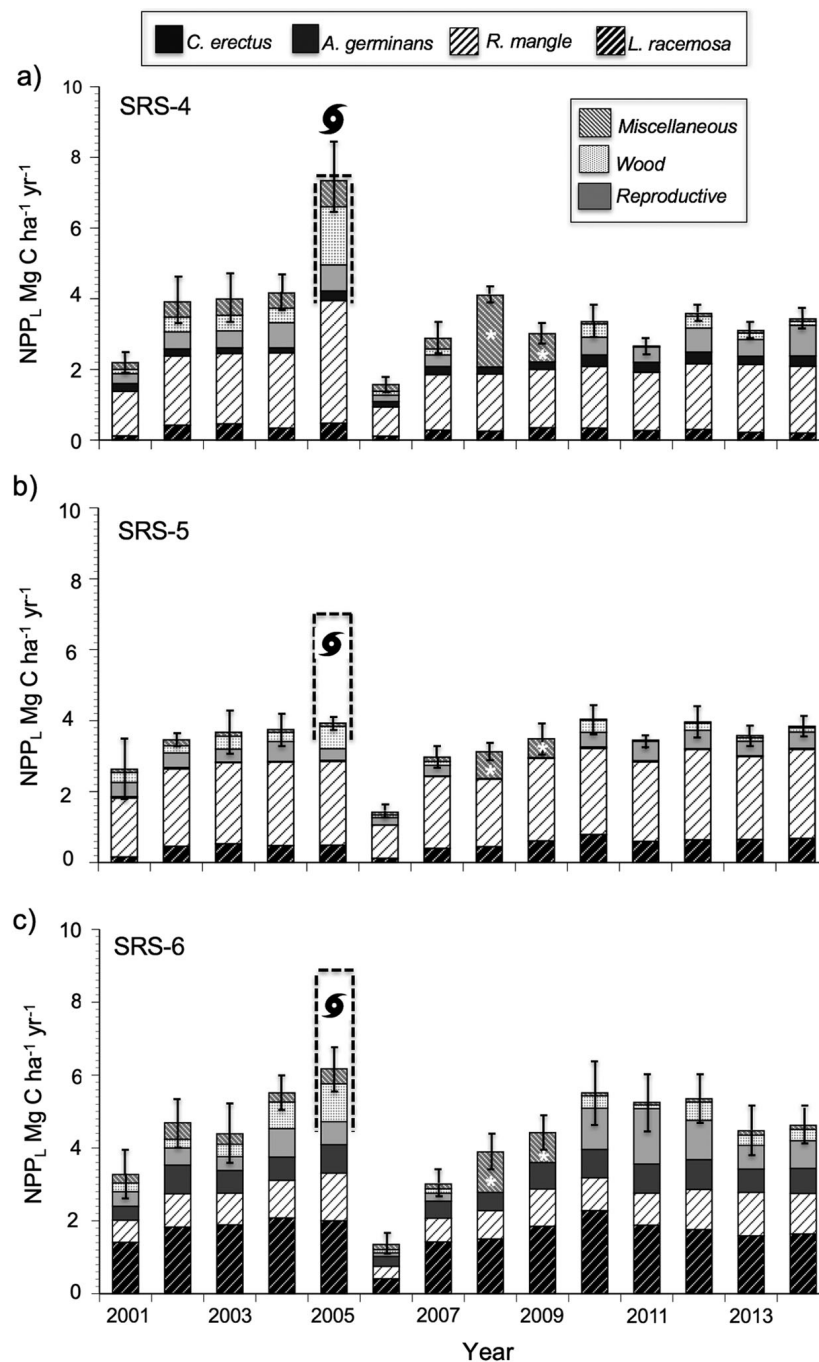 C. erectus A. germinans R. mangle L. racemosa
a)
SRS-4
Miscellaneous
Wood
Reproductive
NPPL Mg C ha-1 yr-1
10
8
6
4
2
0
b)
SRS-5
NPPL Mg C ha-1 yr-1
10
8
6
4
2
0
c)
SRS-6
NPPL Mg C ha-1 yr-1
10
8
6
4
2
0
2001 2003 2005 2007 2009 2011 2013
Year